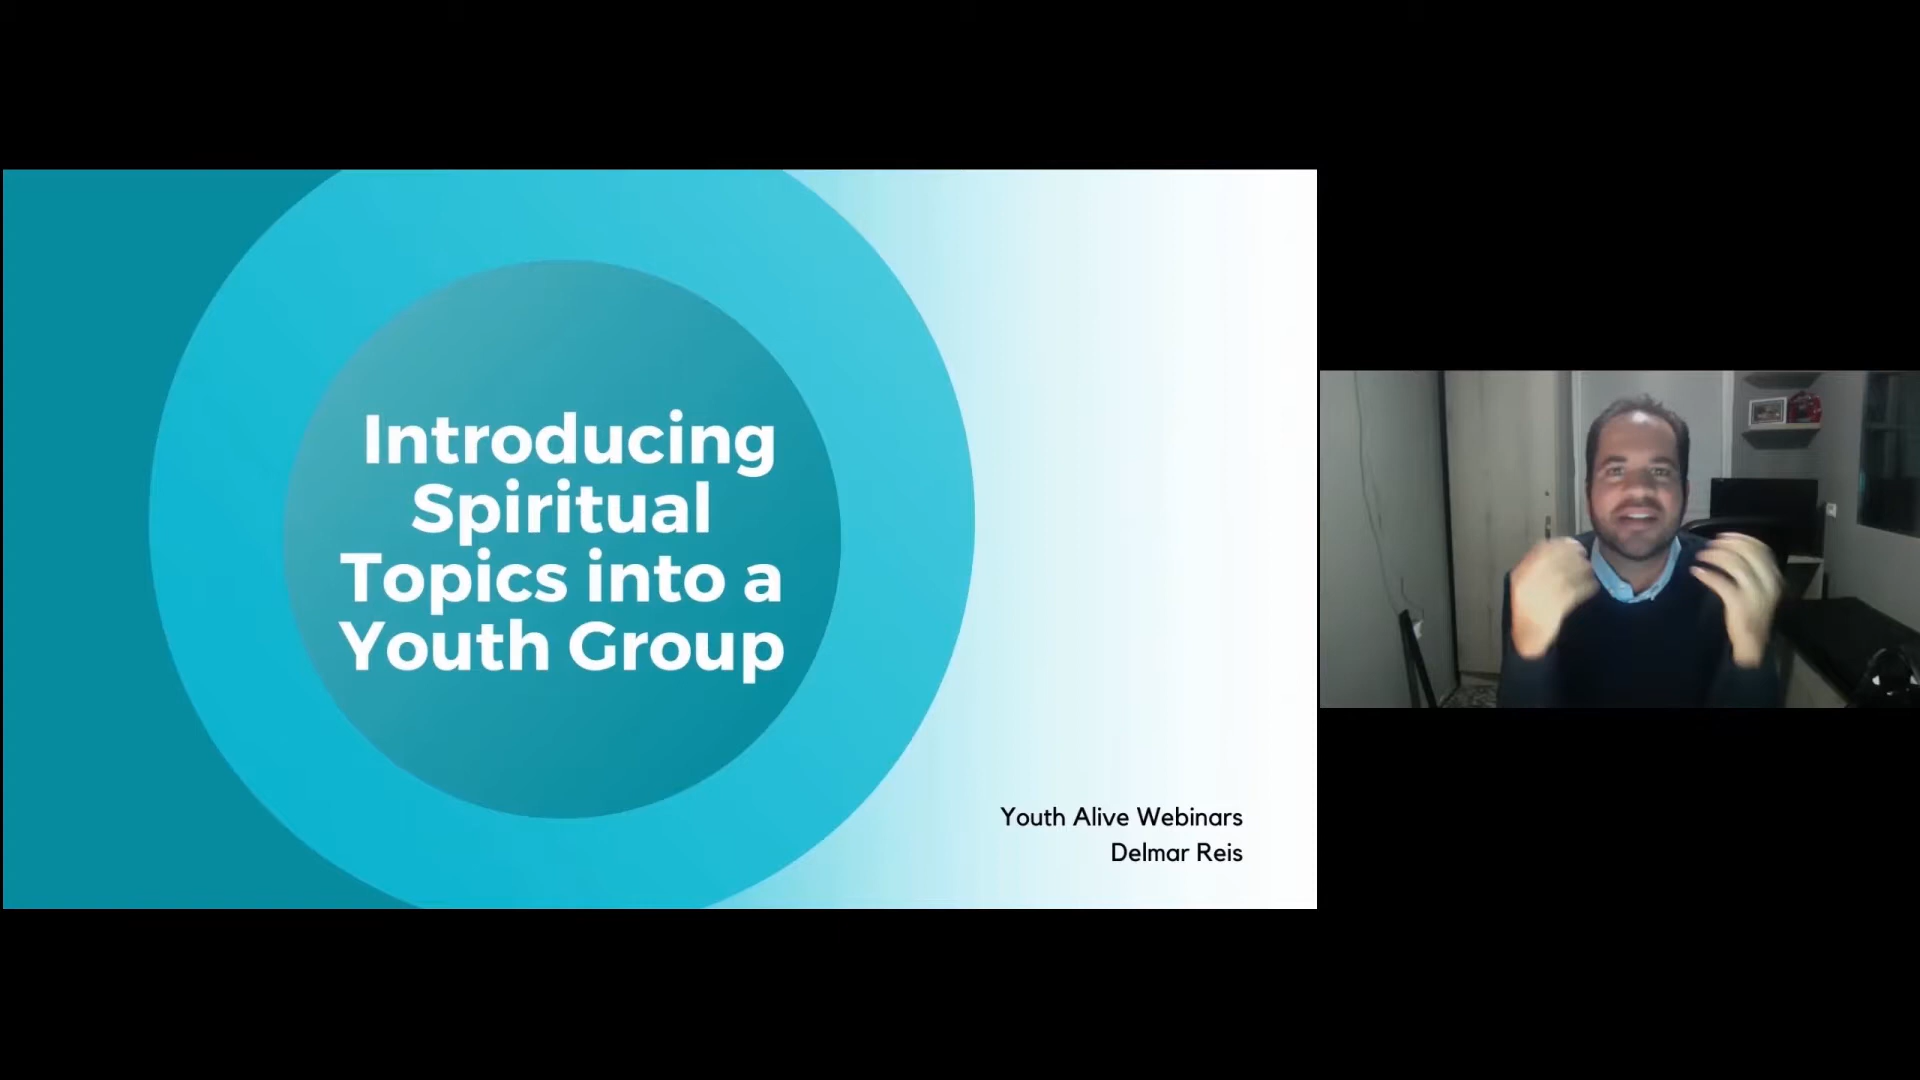 Introducing
Spiritual
Topics into a
Youth Group
Youth Alive Webinars
Delmar Reis